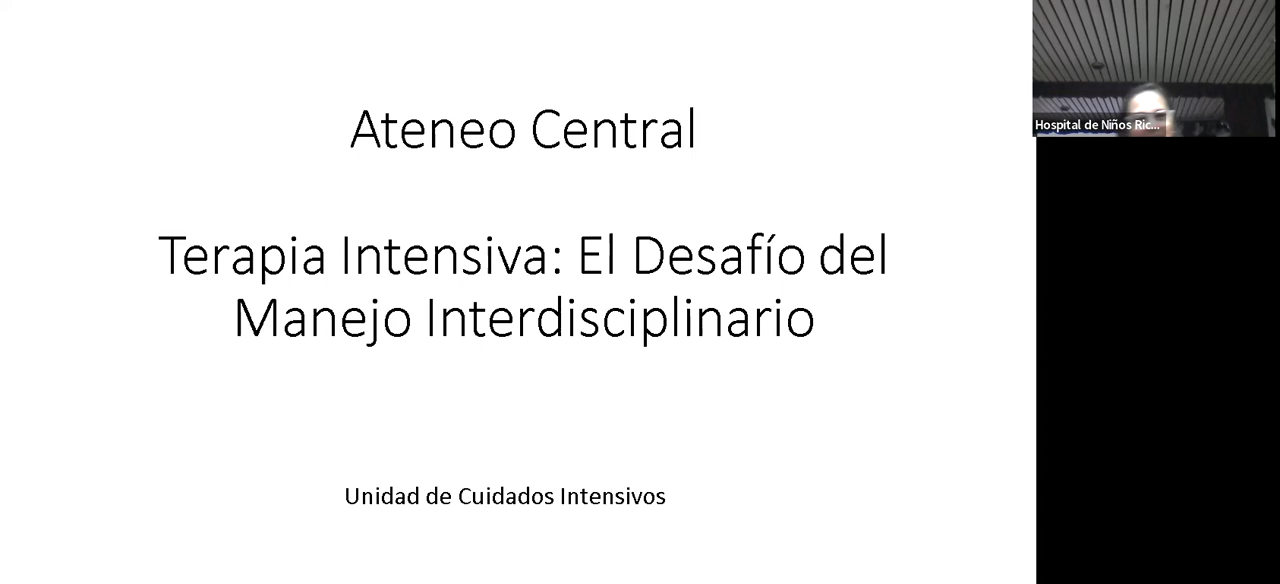 Ateneo Central
Terapia Intensiva: El Desafío del
Manejo Interdisciplinario
Unidad de Cuidados Intensivos
Hospital de Niños Ric...